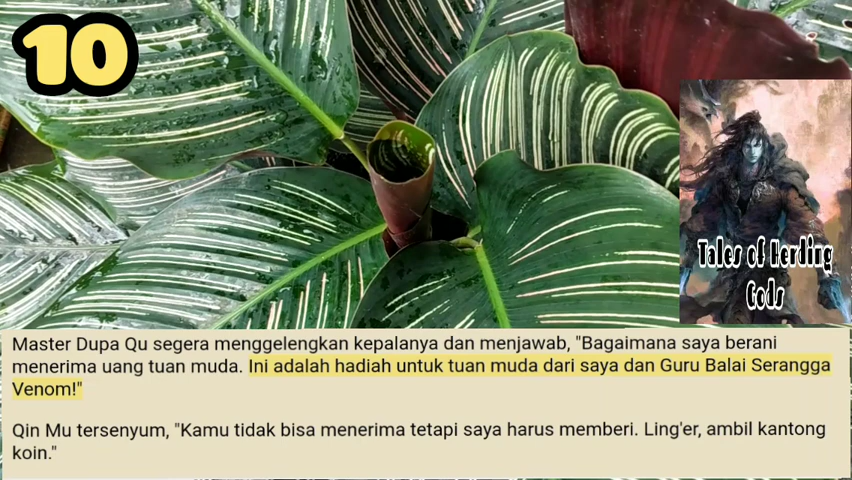 10
Tales of Herding
Gods
Master Dupa Qu segera menggelengkan kepalanya dan menjawab, "Bagaimana saya berani
menerima uang tuan muda. Ini adalah hadiah untuk tuan muda dari saya dan Guru Balai Serangga
Venom!"
Qin Mu tersenyum, "Kamu tidak bisa menerima tetapi saya harus memberi. Ling'er, ambil kantong
koin."